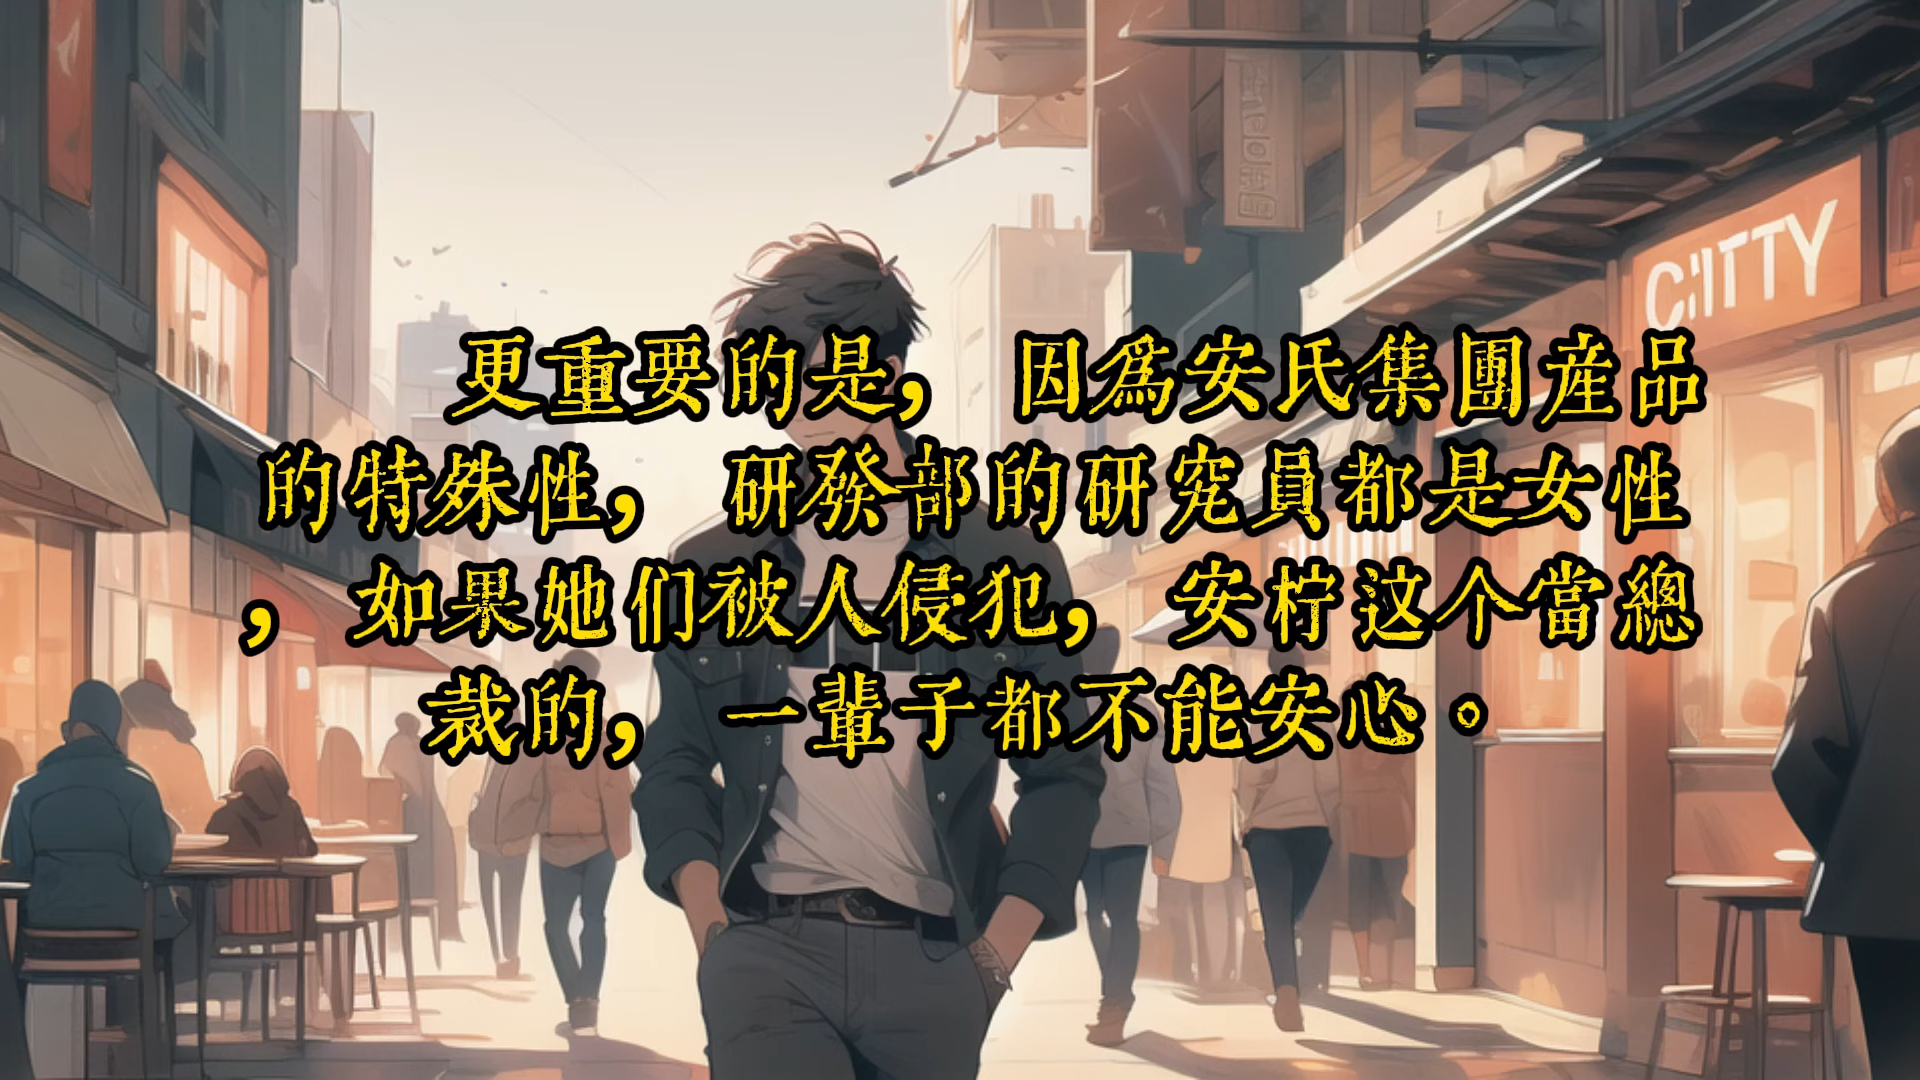 更重要的是，因爲安氏集團産品
的特殊性，研發部的研究員都是女性
，如果她们被人侵犯，安柠这个當總
裁的，一輩子都不能安心。
CIITTY